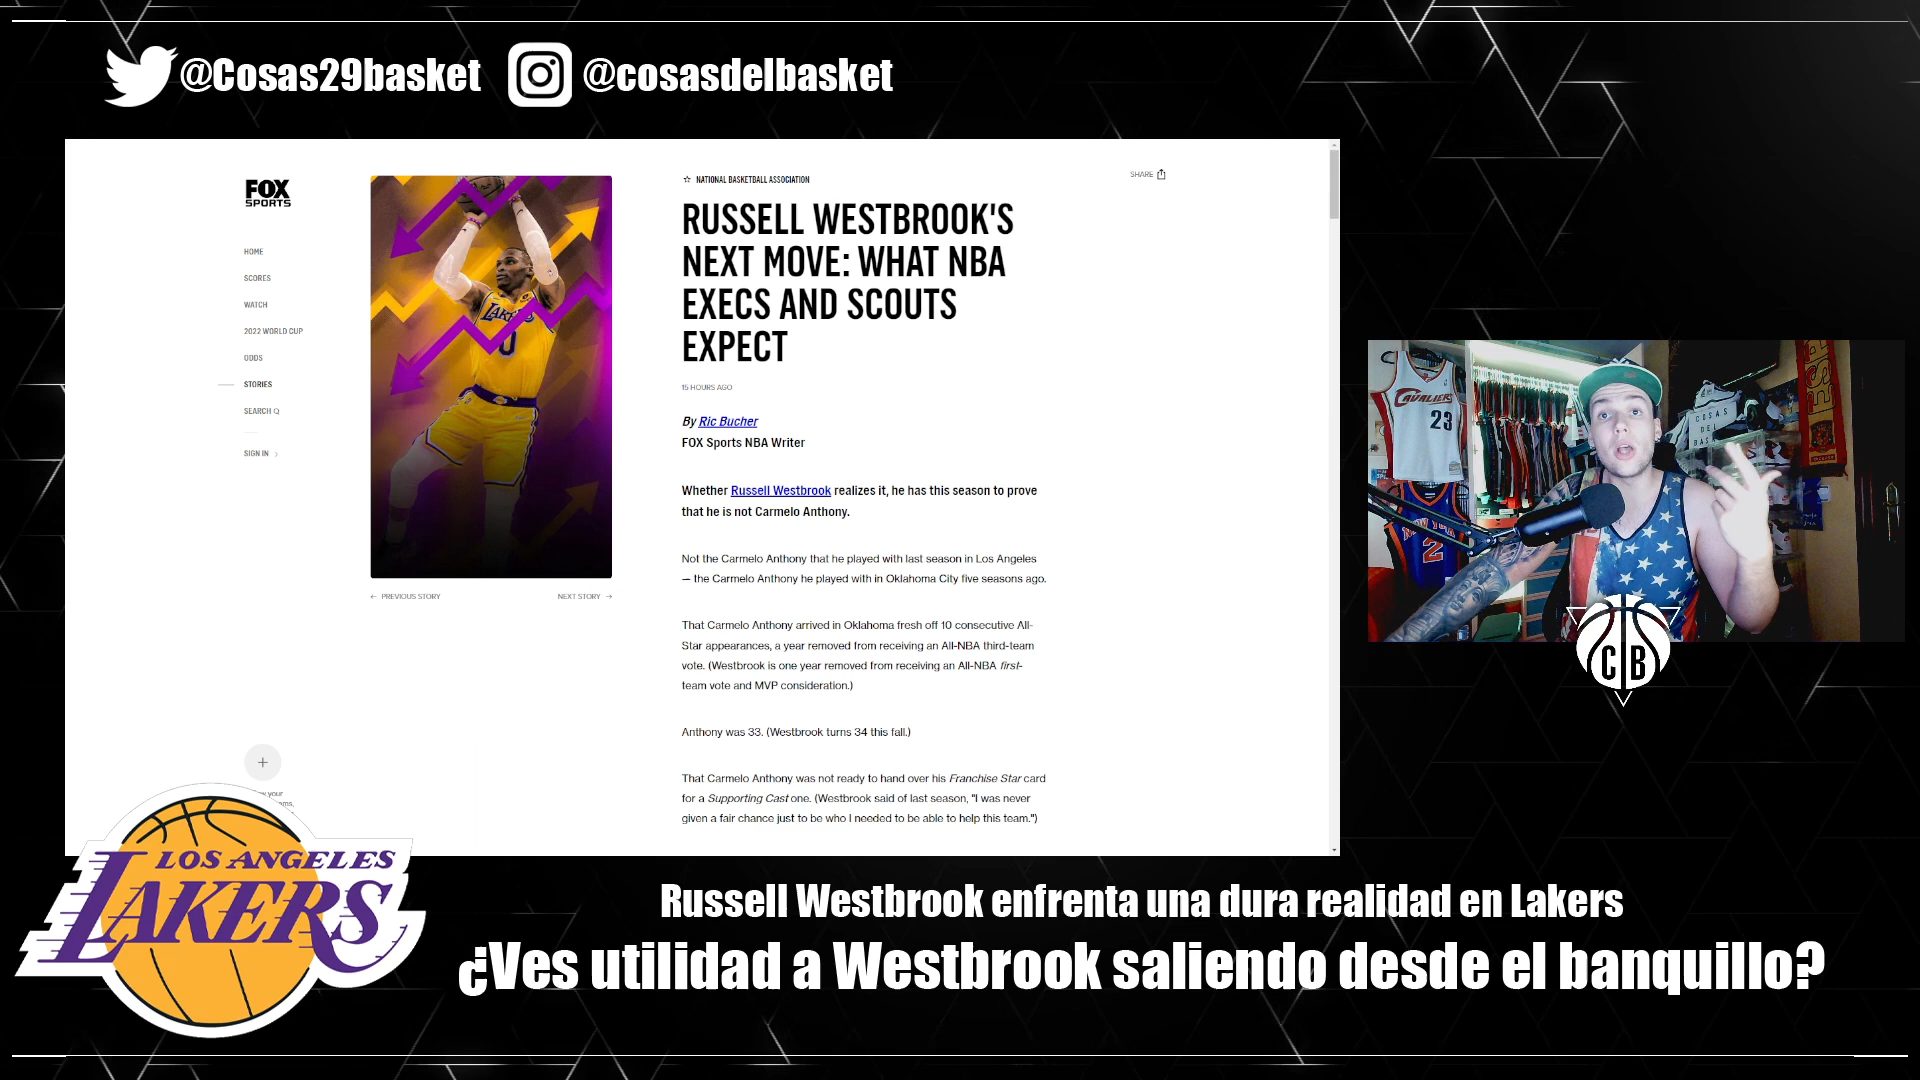 @Cosas29basket @cosasdelbasket
FOX
SPORTS
HOME
SCORES
WATCH
2022 WORLD CUP
ODDS
STORIES
SEARCH
SIGN IN
LAKERS
0
← PREVIOUS STORY
NEXT STORY →
NATIONAL BASKETBALL ASSOCIATION
SHARE
RUSSELL WESTBROOK'S
NEXT MOVE: WHAT NBA
EXECS AND SCOUTS
EXPECT
15 HOURS AGO
By Ric Bucher
FOX Sports NBA Writer
Whether Russell Westbrook realizes it, he has this season to prove
that he is not Carmelo Anthony.
Not the Carmelo Anthony that he played with last season in Los Angeles
— the Carmelo Anthony he played with in Oklahoma City five seasons ago.
That Carmelo Anthony arrived in Oklahoma fresh off 10 consecutive All-
Star appearances, a year removed from receiving an All-NBA third-team
vote. (Westbrook is one year removed from receiving an All-NBA first-
team vote and MVP consideration.)
Anthony was 33. (Westbrook turns 34 this fall.)
That Carmelo Anthony was not ready to hand over his Franchise Star card
for a Supporting Cast one. (Westbrook said of last season, "I was never
given a fair chance just to be who I needed to be able to help this team.")
CAVALIERS
23
NEW YORK
2
COSAS
DEL
CB
LOS ANGELES
LAKERS
Russell Westbrook enfrenta una dura realidad en Lakers
¿Ves utilidad a Westbrook saliendo desde el banquillo?